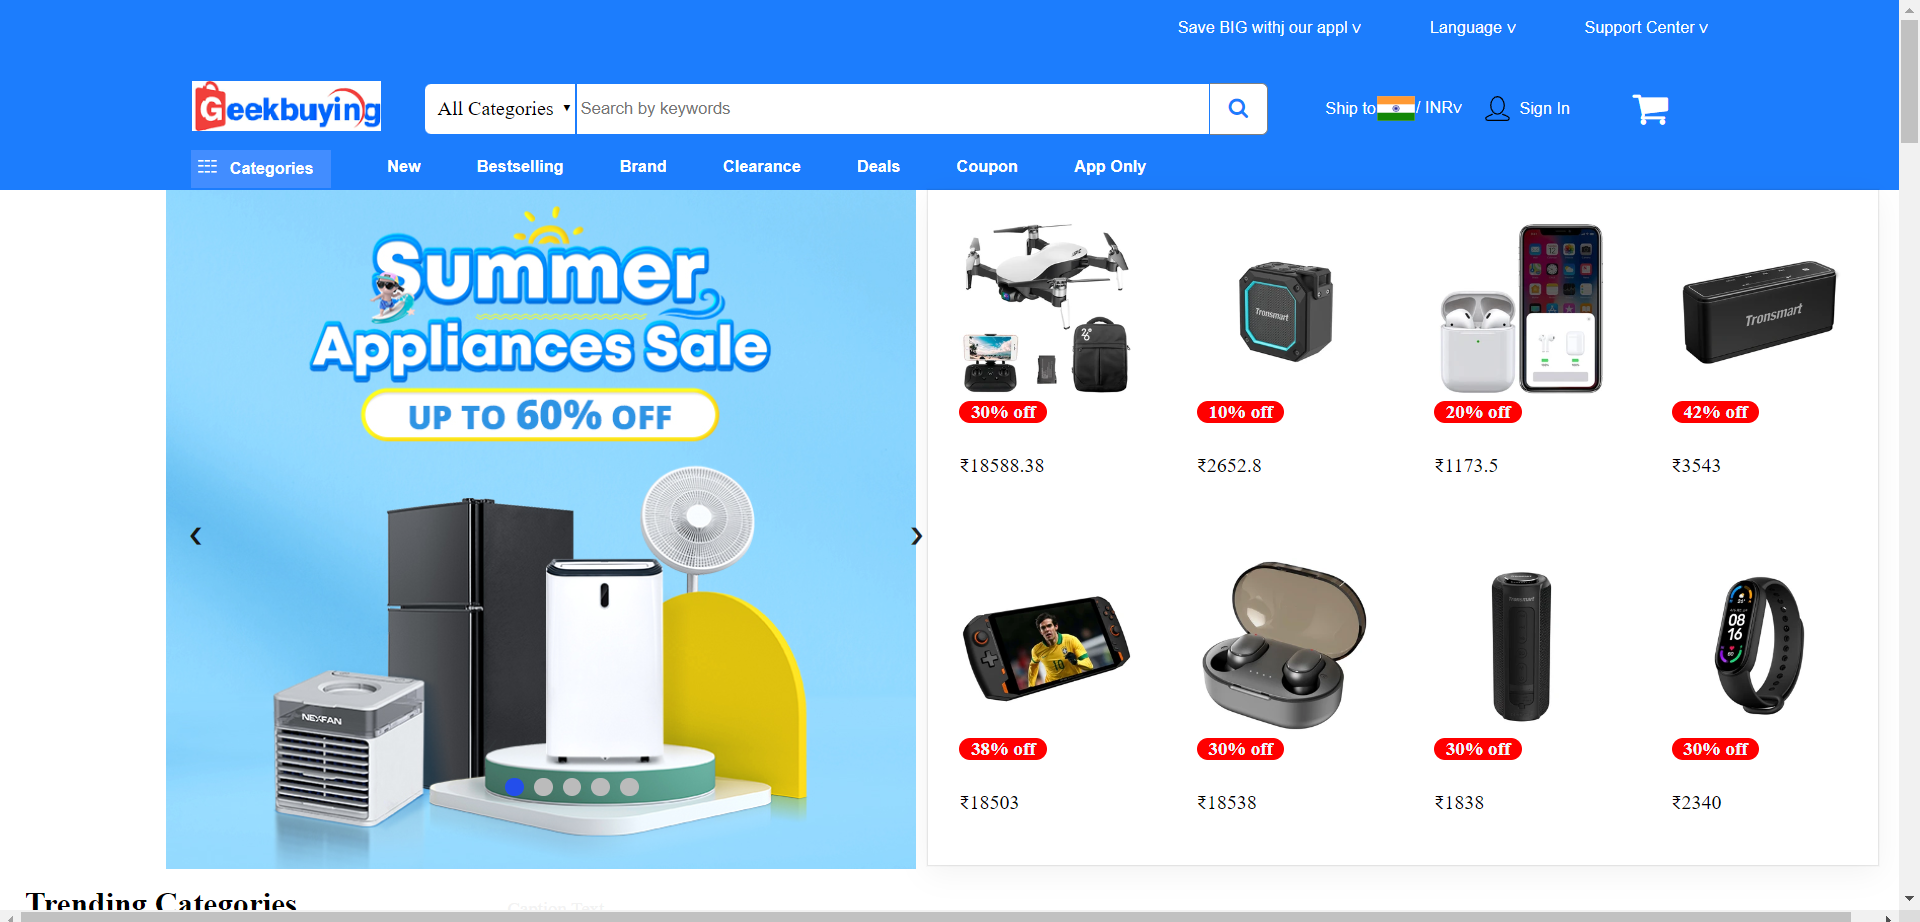 Save BIG withj our appl v
Language v
Support Center v
Geekbuying
All Categories
Search by keywords
Ship to / INRv
Sign In
Categories
New
Bestselling
Brand
Clearance
Deals
Coupon
App Only
Summer
Appliances Sale
UP TO 60% OFF
NEXFAN
Tronsmart
Tronsmart
30% off
10% off
20% off
42% off
₹18588.38
₹2652.8
₹1173.5
₹3543
10
Tronsmart
08
16
38% off
30% off
30% off
30% off
₹18503
₹18538
₹1838
₹2340
Trending Categories
Caption Text